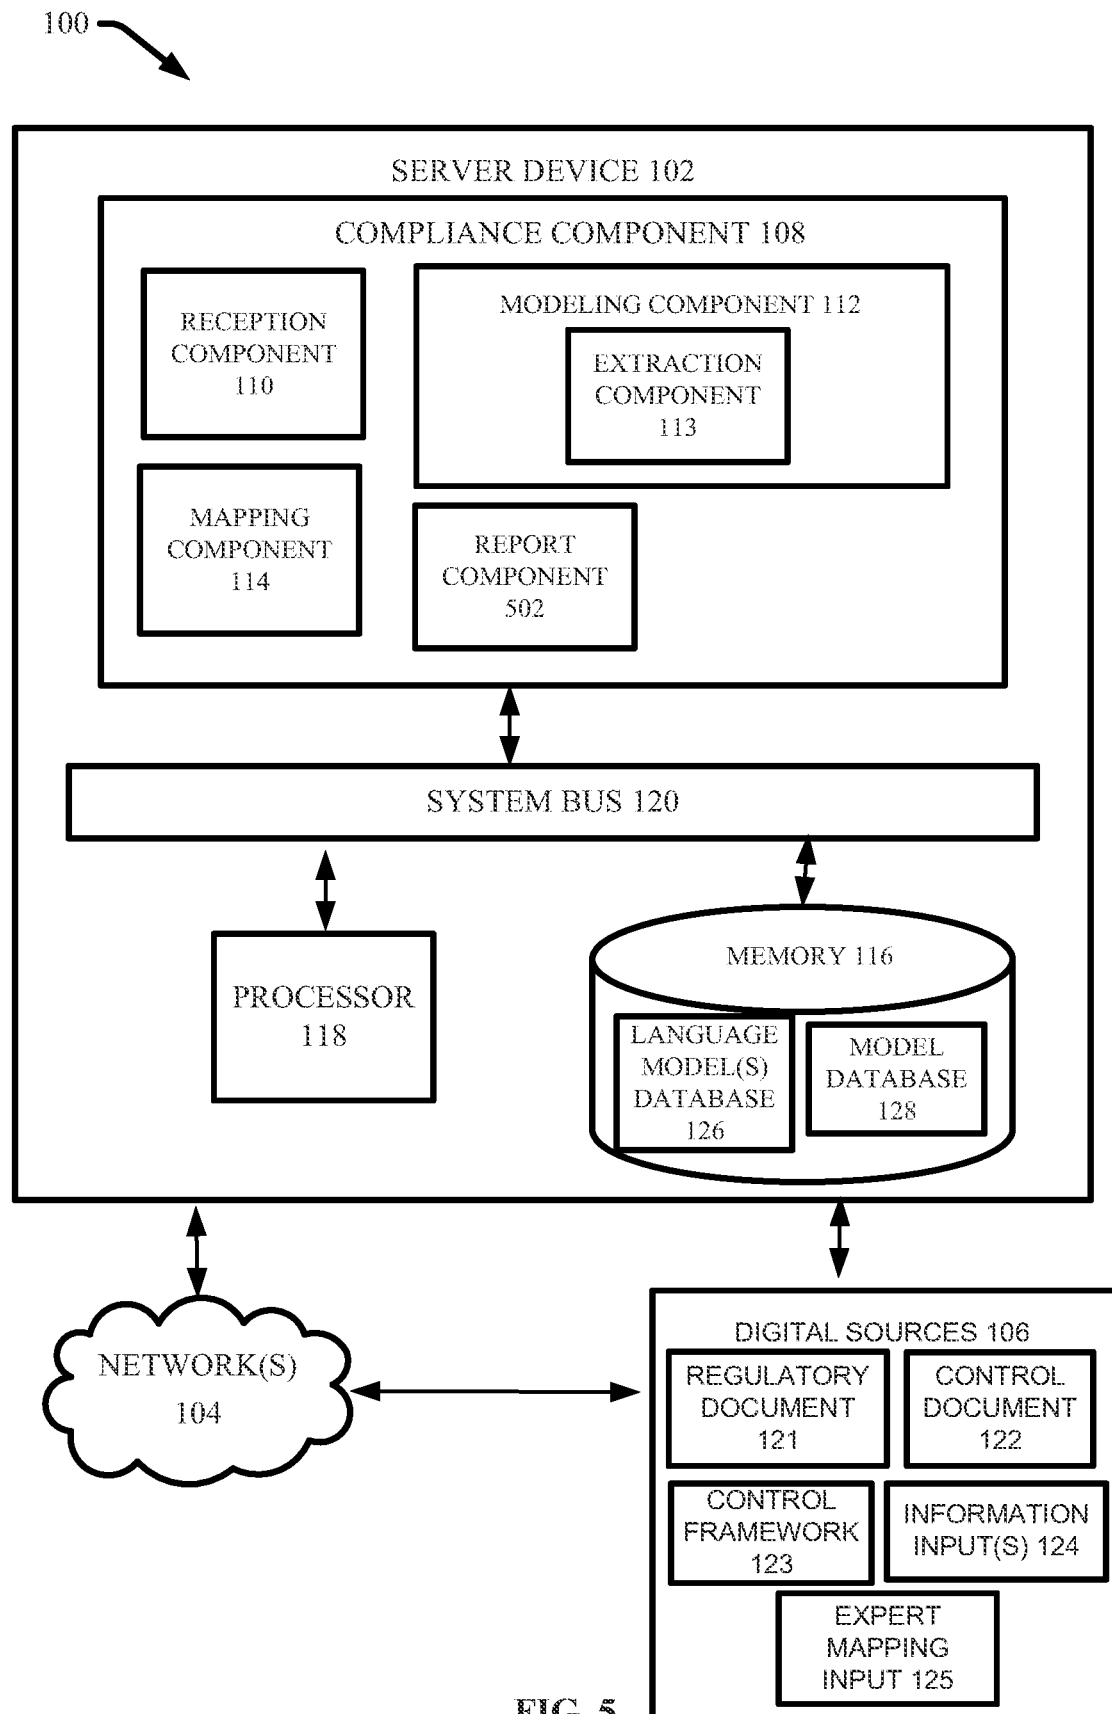 100
SERVER DEVICE 102
COMPLIANCE COMPONENT 108
RECEPTION
COMPONENT
110
MODELING COMPONENT 112
EXTRACTION
COMPONENT
113
MAPPING
COMPONENT
114
REPORT
COMPONENT
502
SYSTEM BUS 120
PROCESSOR
118
MEMORY 116
LANGUAGE
MODEL(S)
DATABASE
126
MODEL
DATABASE
128
NETWORK(S)
104
DIGITAL SOURCES 106
REGULATORY
DOCUMENT
121
CONTROL
DOCUMENT
122
CONTROL
FRAMEWORK
123
INFORMATION
INPUT(S) 124
EXPERT
MAPPING
INPUT 125
FIG. 5